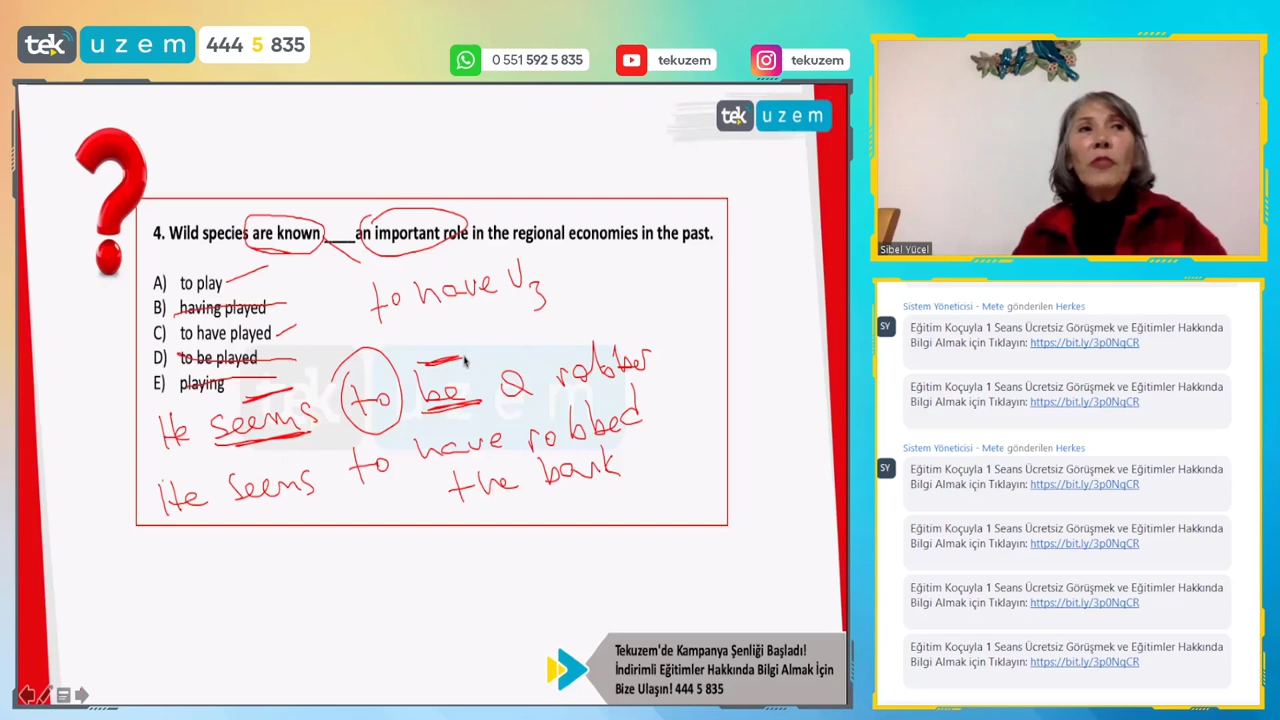 tek uzem 444 5 835
0 551 592 5 835
tekuzem
tekuzem
tek uzem
4. Wild species are known ____an important role in the regional economies in the past.
A) to play
B) having played
C) to have played
D) to be played
E) playing
to have V3
He seems to be a robber
He seems to have robbed
the bank
tek uzem
Tekuzem'de Kampanya Şenliği Başladı!
İndirimli Eğitimler Hakkında Bilgi Almak İçin
Bize Ulaşın! 444 5 835
Sibel Yücel
Sistem Yöneticisi - Mete gönderilen Herkes
SY
Eğitim Koçuyla 1 Seans Ücretsiz Görüşmek ve Eğitimler Hakkında
Bilgi Almak için Tıklayın: https://bit.ly/3p0NqCR
Eğitim Koçuyla 1 Seans Ücretsiz Görüşmek ve Eğitimler Hakkında
Bilgi Almak için Tıklayın: https://bit.ly/3p0NqCR
Sistem Yöneticisi - Mete gönderilen Herkes
SY
Eğitim Koçuyla 1 Seans Ücretsiz Görüşmek ve Eğitimler Hakkında
Bilgi Almak için Tıklayın: https://bit.ly/3p0NqCR
Eğitim Koçuyla 1 Seans Ücretsiz Görüşmek ve Eğitimler Hakkında
Bilgi Almak için Tıklayın: https://bit.ly/3p0NqCR
Eğitim Koçuyla 1 Seans Ücretsiz Görüşmek ve Eğitimler Hakkında
Bilgi Almak için Tıklayın: https://bit.ly/3p0NqCR
Eğitim Koçuyla 1 Seans Ücretsiz Görüşmek ve Eğitimler Hakkında
Bilgi Almak için Tıklayın: https://bit.ly/3p0NqCR